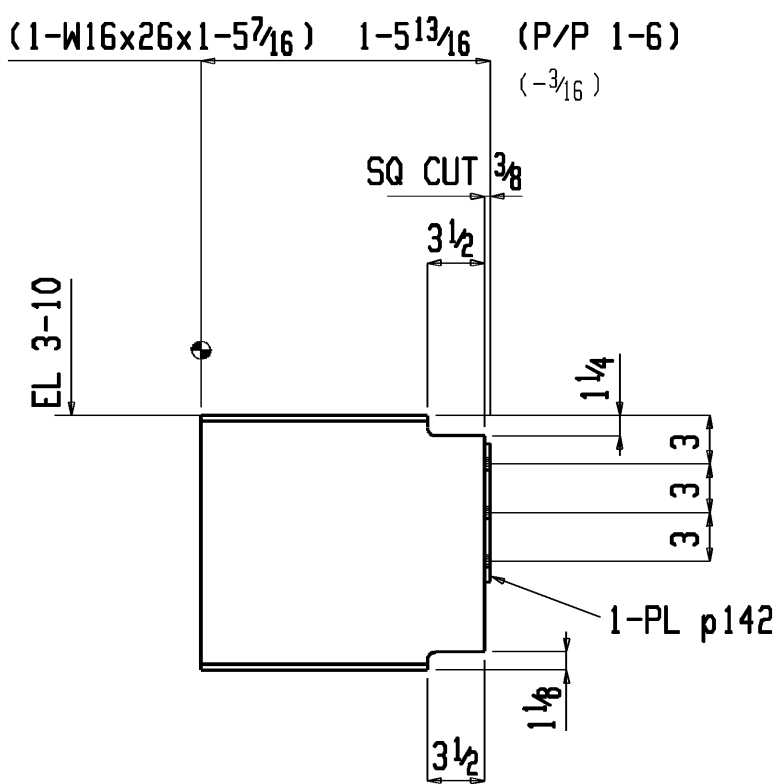 (1-W16x26x1-5 7/16) 1-5 13/16 (P/P 1-6)
(-3/16)
SQ CUT 3/8
3 1/2
EL 3-10
1 1/4
3
3
3
1-PL p142
1 1/8
3 1/2